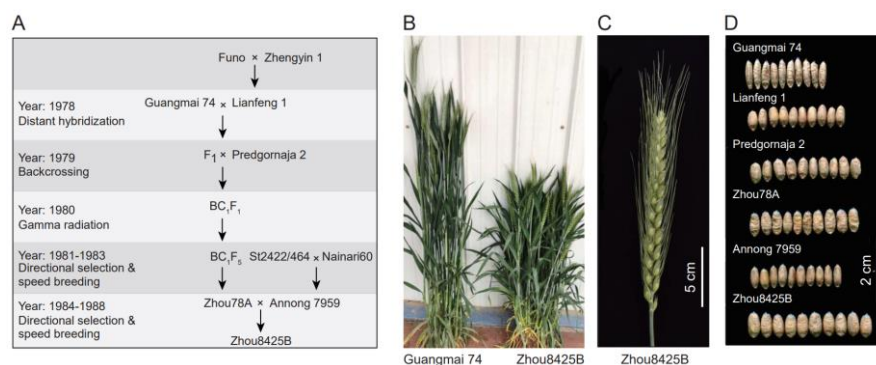 A
Funo × Zhengyin 1
Year: 1978
Distant hybridization
Guangmai 74 × Lianfeng 1
Year: 1979
Backcrossing
F₁ × Predgornaja 2
Year: 1980
Gamma radiation
BC₁F₁
Year: 1981-1983
Directional selection &
speed breeding
BC₁F₅ St2422/464 × Nainari60
Year: 1984-1988
Directional selection &
speed breeding
Zhou78A × Annong 7959
Zhou8425B
B
Guangmai 74 Zhou8425B
C
5 cm
Zhou8425B
D
Guangmai 74
Lianfeng 1
Predgornaja 2
Zhou78A
Annong 7959
Zhou8425B
2 cm